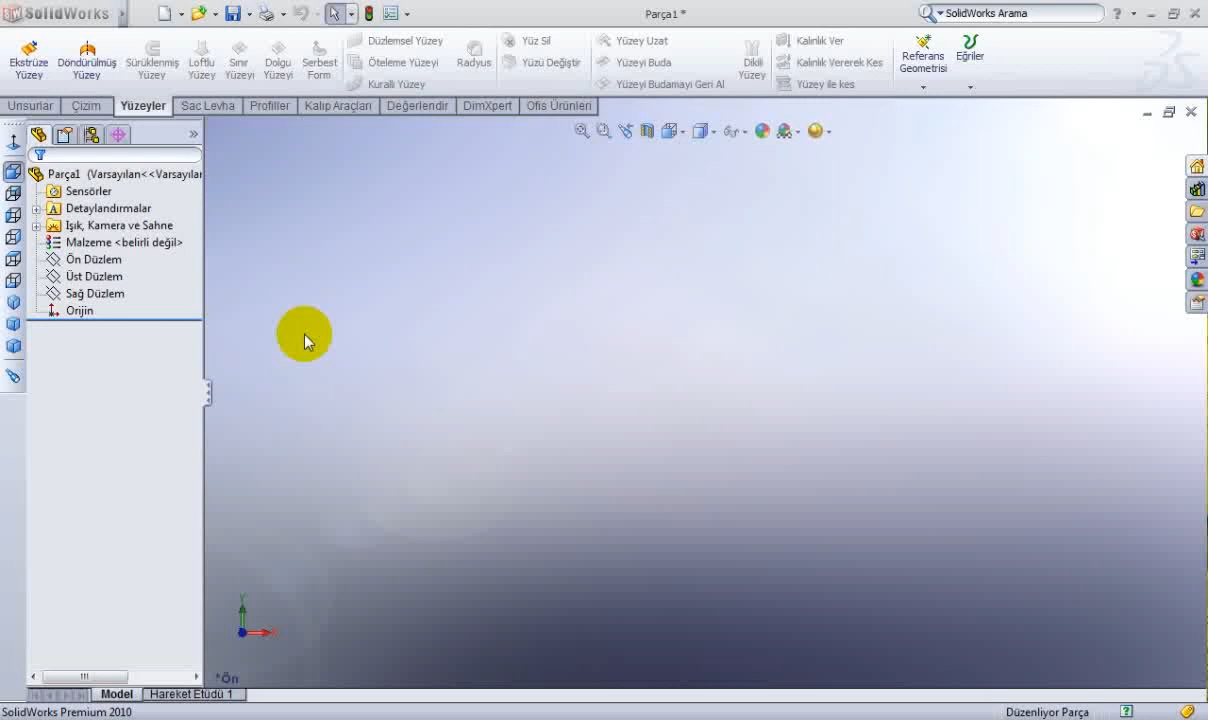 SolidWorks
Parça1 *
SolidWorks Arama
Ekstrüze Yüzey
Döndürülmüş Yüzey
Sürüklenmiş Yüzey
Loftlu Yüzey
Sınır Yüzeyi
Dolgu Yüzeyi
Serbest Form
Düzlemsel Yüzey
Öteleme Yüzeyi
Kurallı Yüzey
Radyus
Yüz Sil
Yüzü Değiştir
Yüzey Uzat
Yüzeyi Buda
Yüzeyi Budamayı Geri Al
Dikili Yüzey
Kalınlık Ver
Kalınlık Vererek Kes
Yüzey ile kes
Referans Geometrisi
Eğriler
Unsurlar Çizim Yüzeyler Sac Levha Profiller Kalıp Araçları Değerlendir DimXpert Ofis Ürünleri
Parça1 (Varsayılan<<Varsayılar
Sensörler
Detaylandırmalar
Işık, Kamera ve Sahne
Malzeme <belirli değil>
Ön Düzlem
Üst Düzlem
Sağ Düzlem
Orijin
Y
X
*Ön
Model Hareket Etüdü 1
SolidWorks Premium 2010
Düzenliyor Parça